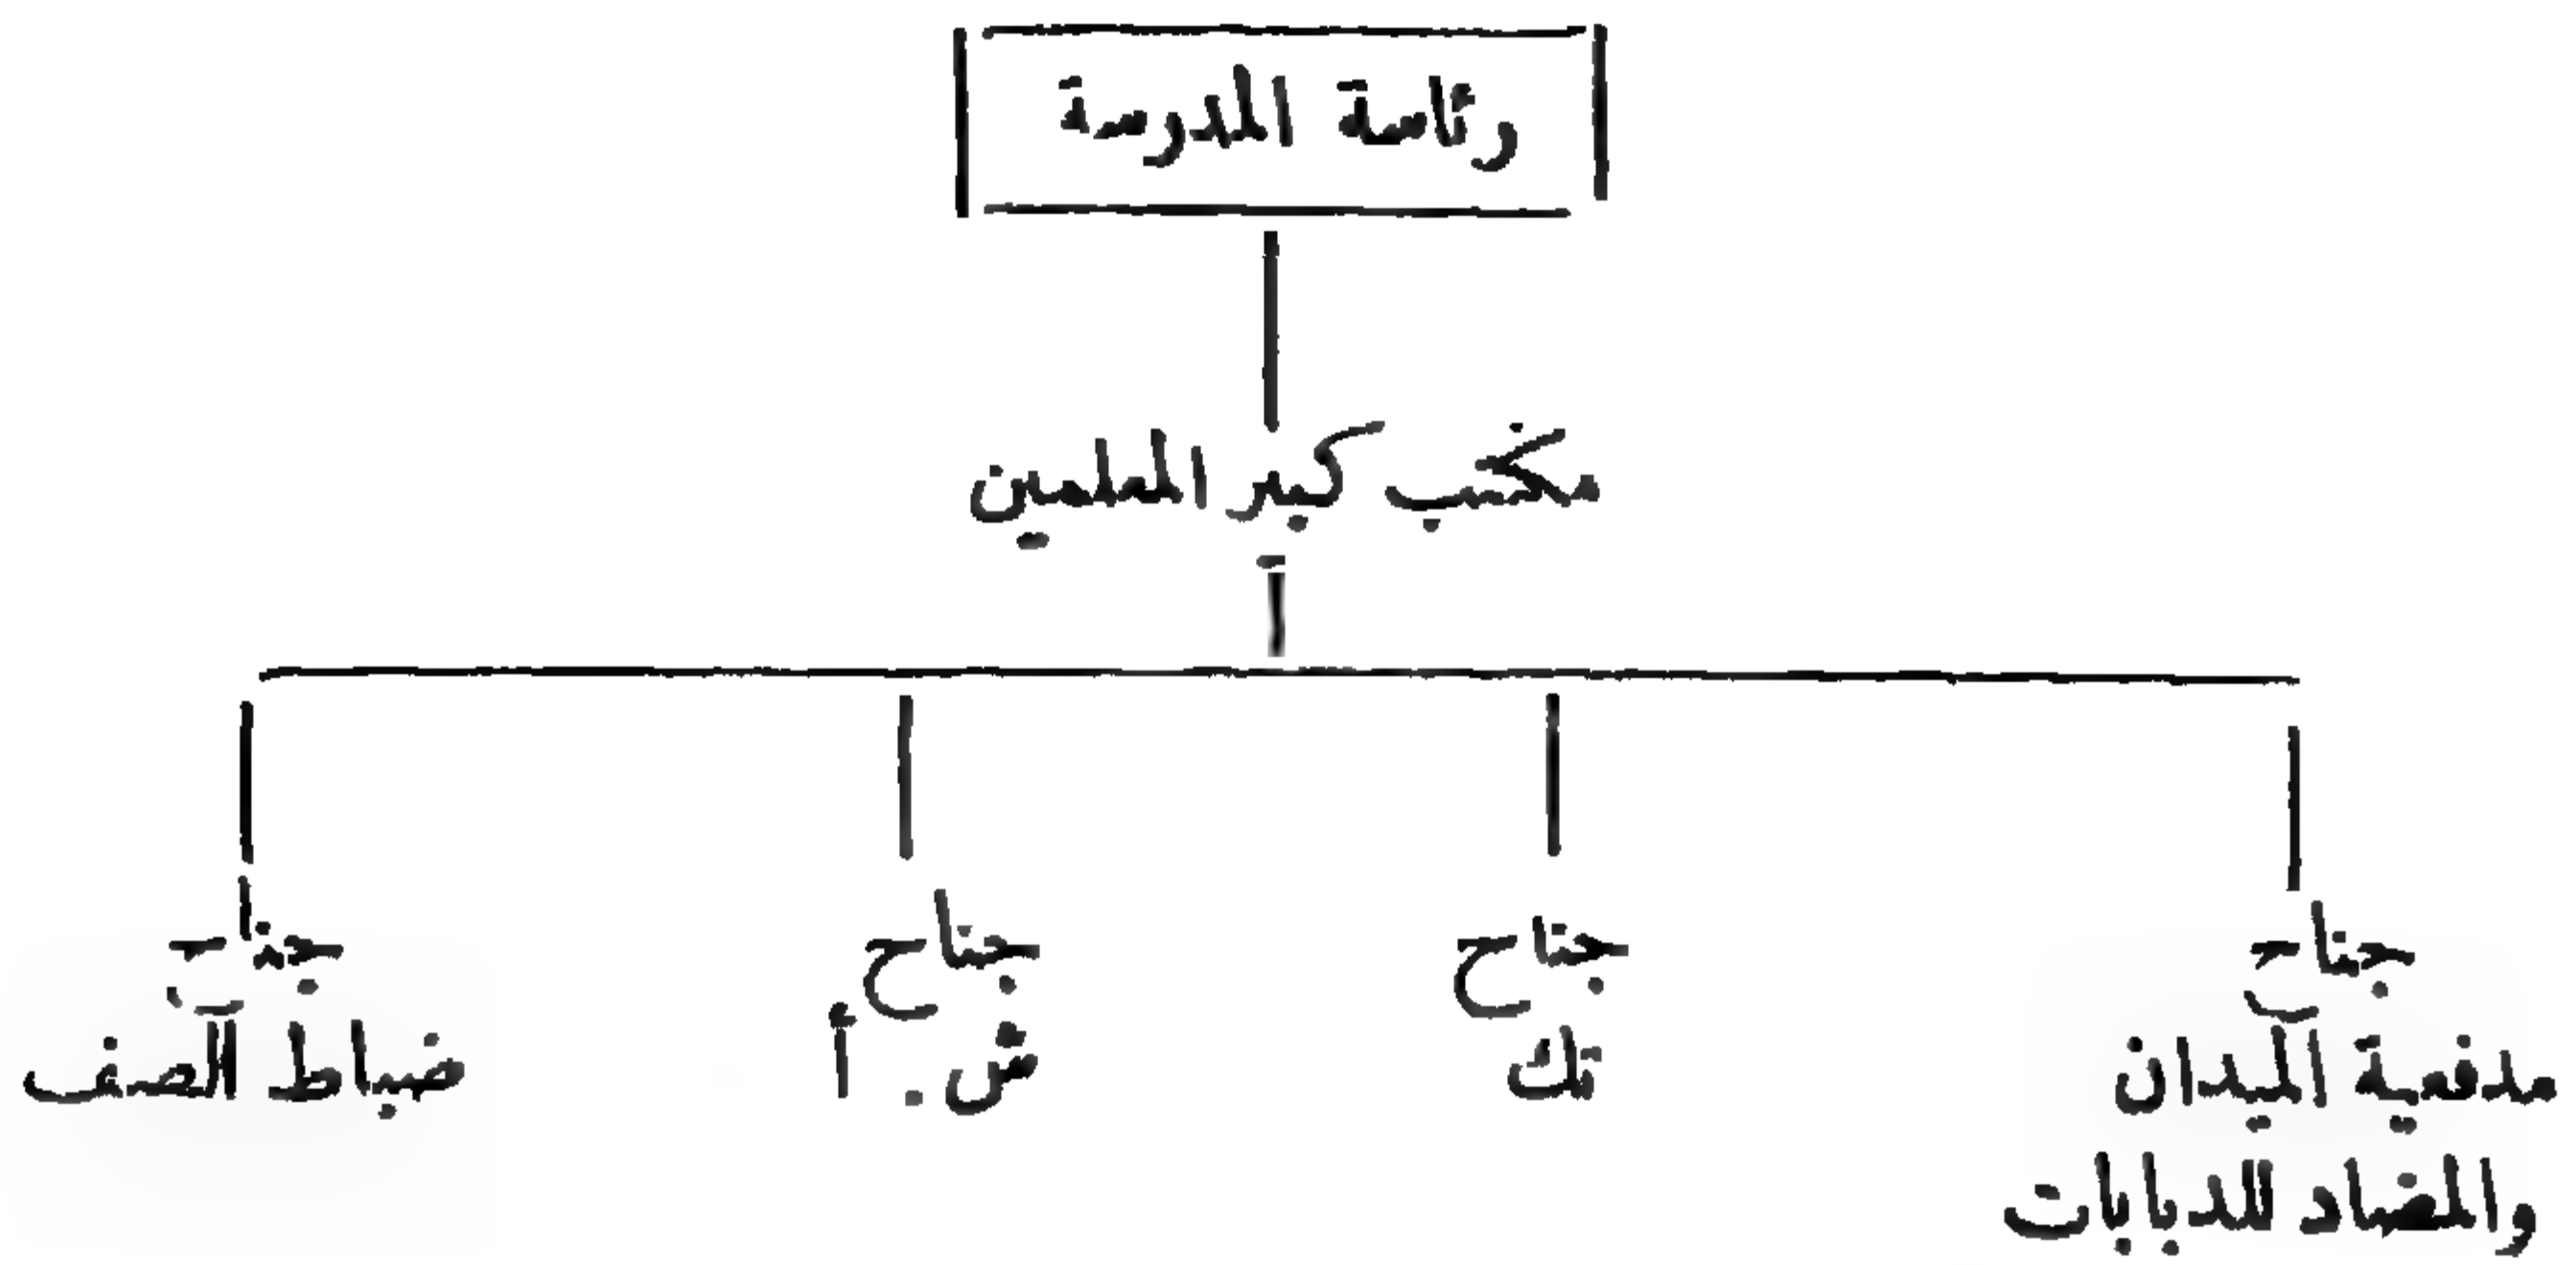 رئاسة المدرسة
مكتب كبير المعلمين
جناح
مدفعية الميدان
والمضاد للدبابات
جناح
تك
جناح
ش . أ
جناح
ضباط الصف